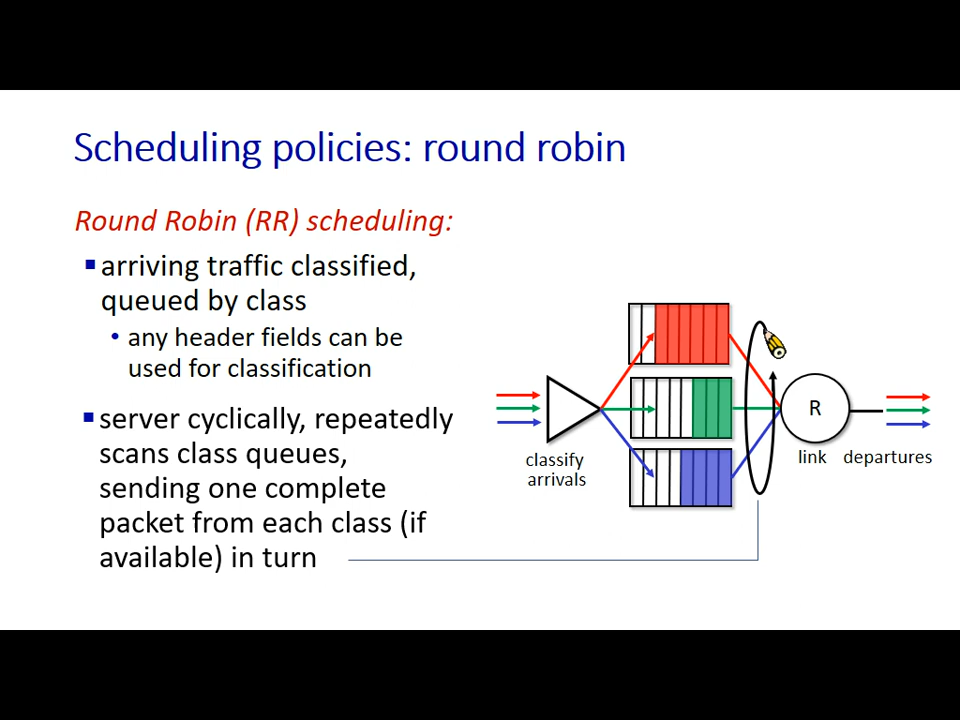 Scheduling policies: round robin
Round Robin (RR) scheduling:
arriving traffic classified,
queued by class
any header fields can be
used for classification
server cyclically, repeatedly
scans class queues,
sending one complete
packet from each class (if
available) in turn
classify
arrivals
R
link
departures